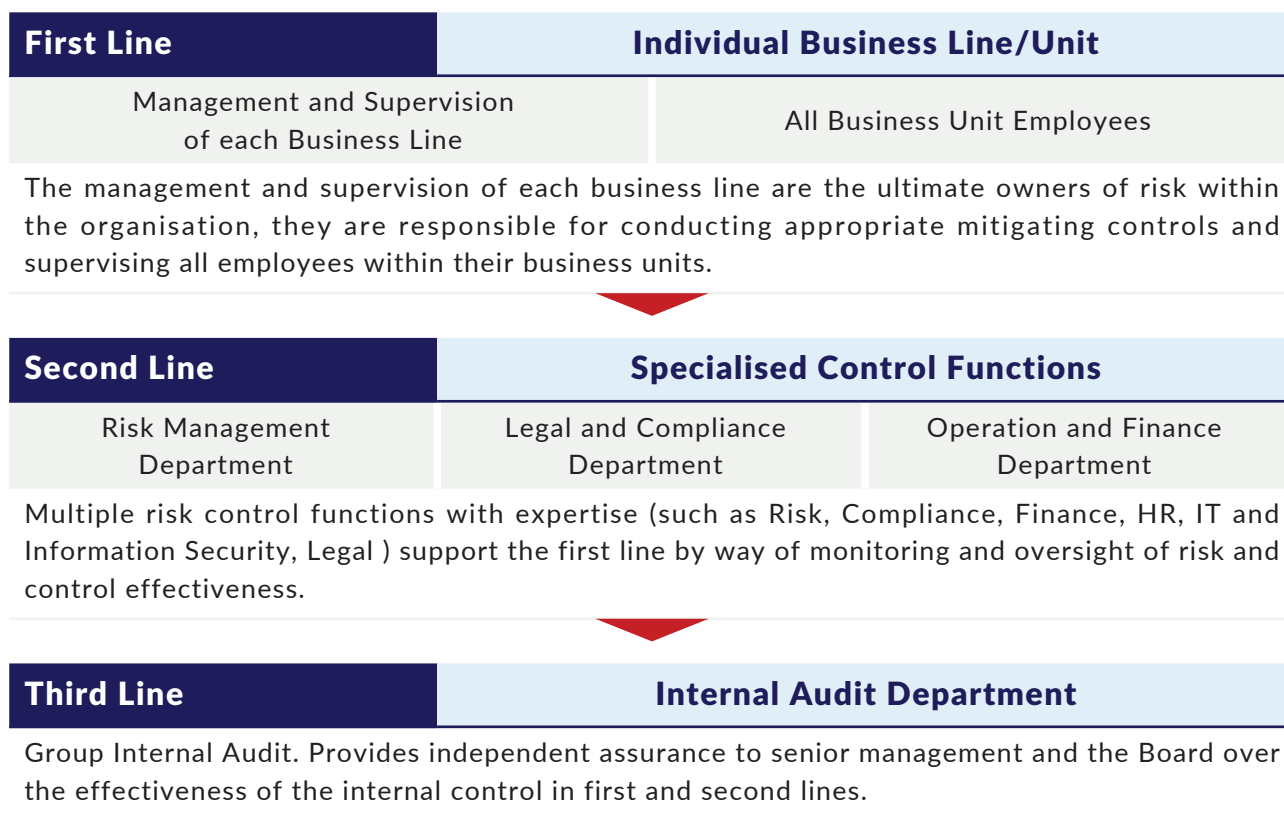 First Line
Individual Business Line/Unit
Management and Supervision
of each Business Line
All Business Unit Employees
The management and supervision of each business line are the ultimate owners of risk within
the organisation, they are responsible for conducting appropriate mitigating controls and
supervising all employees within their business units.
Second Line
Specialised Control Functions
Risk Management
Department
Legal and Compliance
Department
Operation and Finance
Department
Multiple risk control functions with expertise (such as Risk, Compliance, Finance, HR, IT and
Information Security, Legal ) support the first line by way of monitoring and oversight of risk and
control effectiveness.
Third Line
Internal Audit Department
Group Internal Audit. Provides independent assurance to senior management and the Board over
the effectiveness of the internal control in first and second lines.